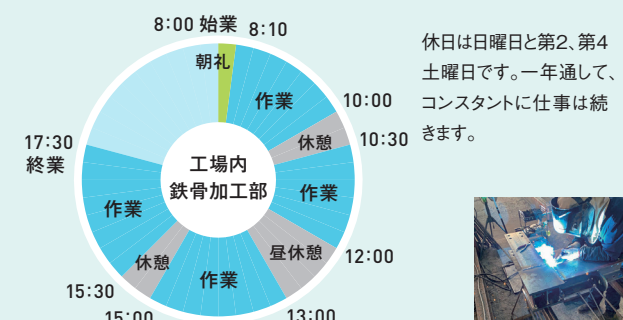 8:00 始業 8:10
朝礼
作業
10:00
休憩
10:30
作業
12:00
昼休憩
13:00
作業
15:00
休憩
15:30
作業
17:30
終業
工場内
鉄骨加工部
休日は日曜日と第2、第4
土曜日です。一年通して、
コンスタントに仕事は続
きます。